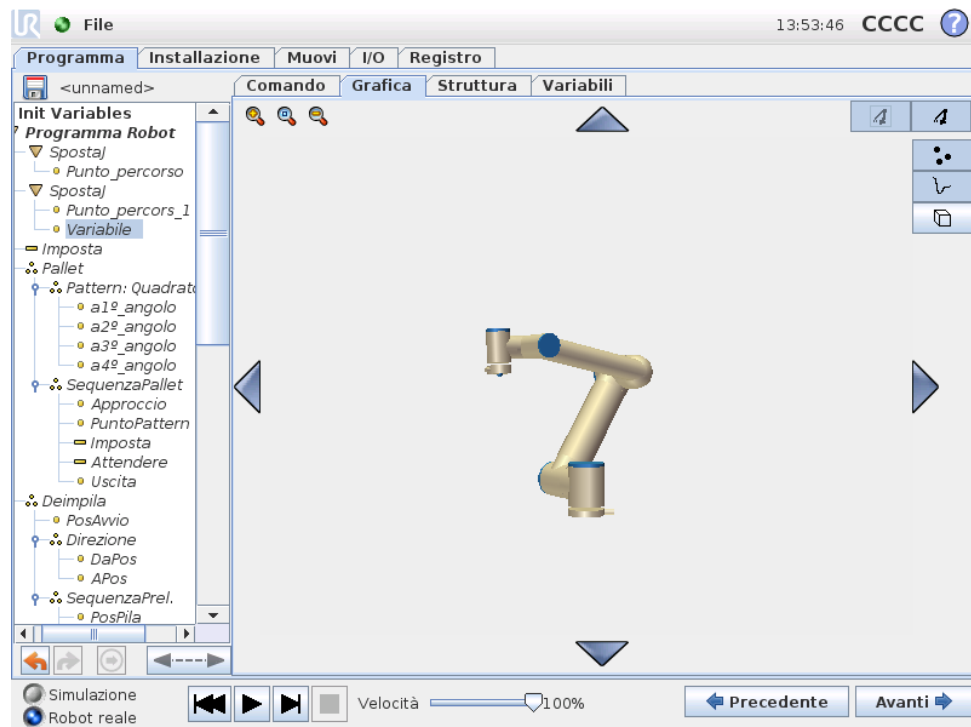 UR File 13:53:46 CCCC ?
Programma Installazione Muovi I/O Registro
<unnamed>
Comando Grafica Struttura Variabili
Init Variables
Programma Robot
SpostaJ
Punto_percorso
SpostaJ
Punto_percors_1
Variabile
Imposta
Pallet
Pattern: Quadrato
a1º_angolo
a2º_angolo
a3º_angolo
a4º_angolo
SequenzaPallet
Approccio
PuntoPattern
Imposta
Attendere
Uscita
Deimpila
PosAvvio
Direzione
DaPos
APos
SequenzaPrel.
PosPila
Simulazione
Robot reale
Velocità 100%
Precedente Avanti